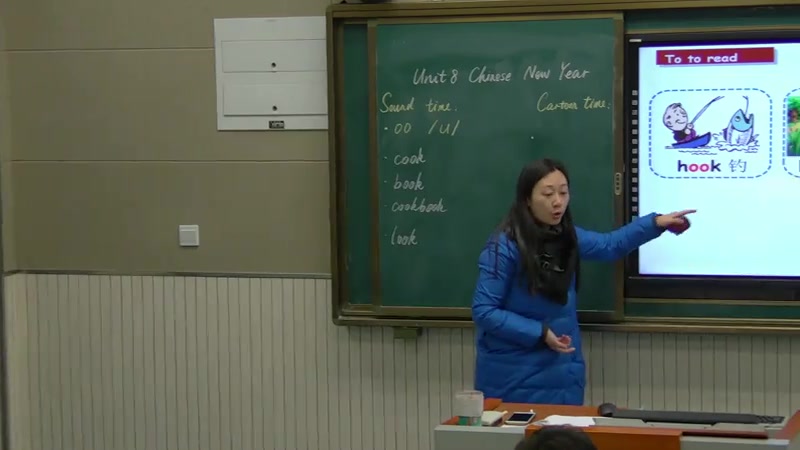 Unit 8 Chinese New Year
Sound time.
Cartoon time:
· oo /u/
· cook
· book
· cookbook
· look
To to read
hook 钓